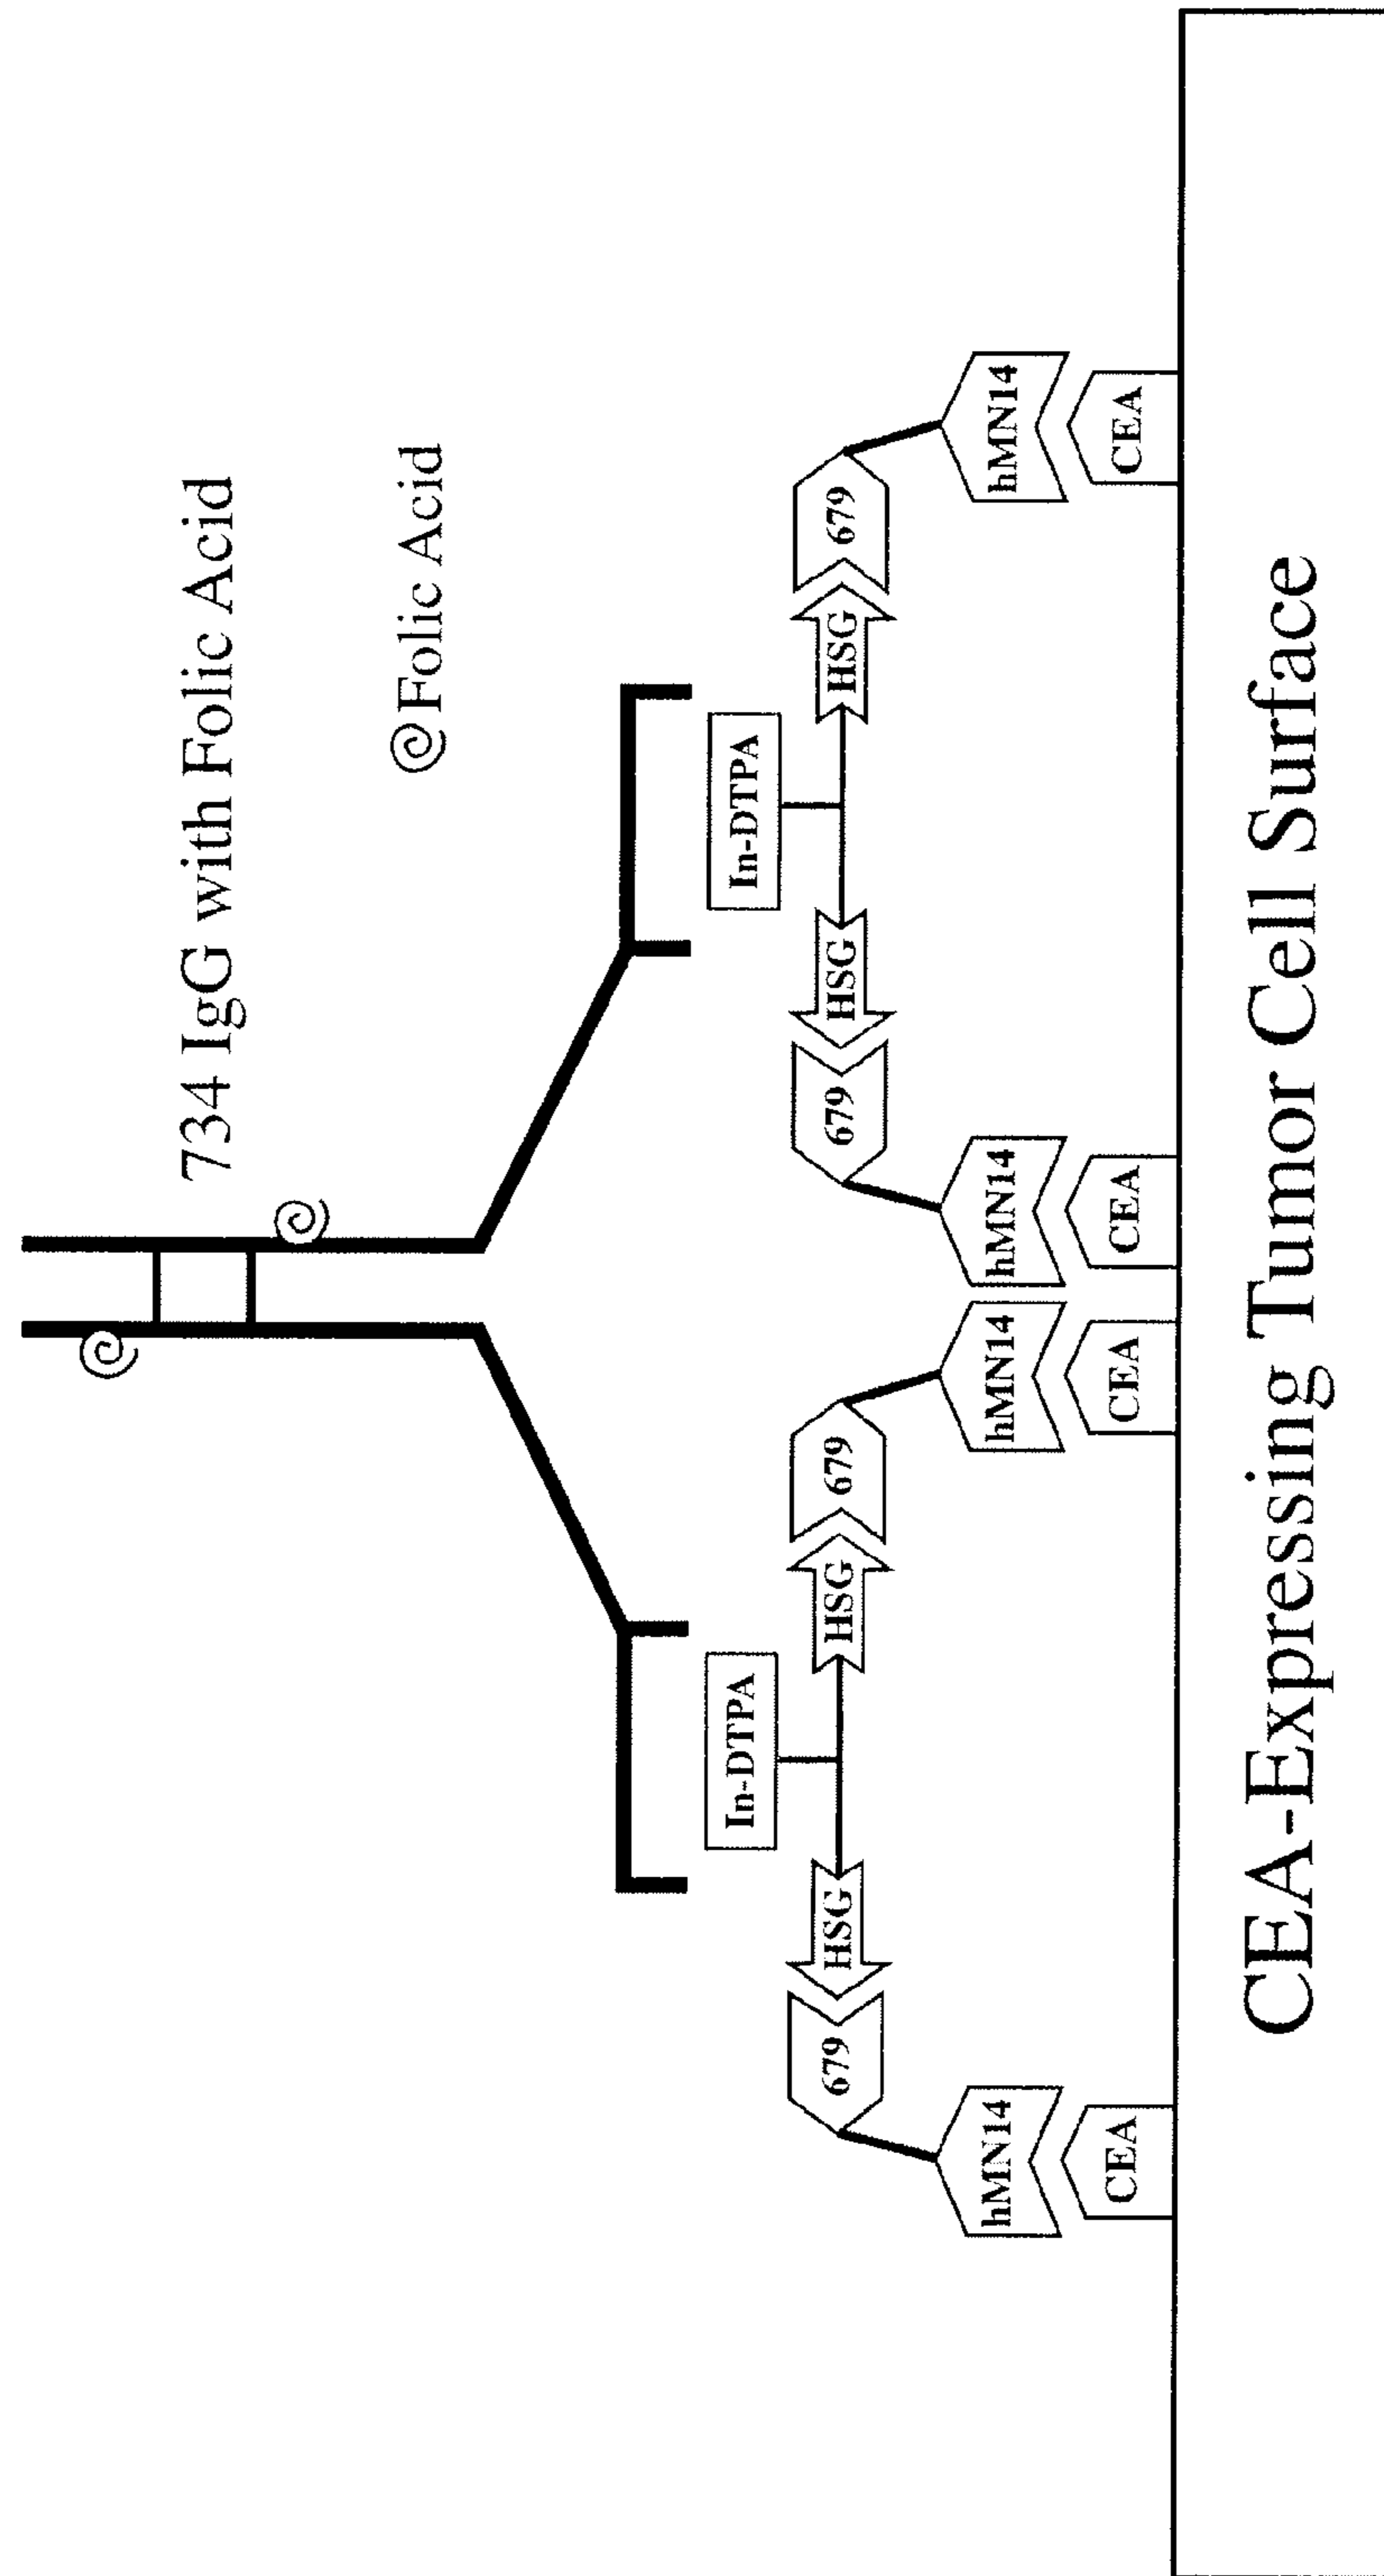 734 IgG with Folic Acid
Folic Acid
In-DTPA In-DTPA
679 HSG HSG 679 679 HSG HSG 679
hMN14 hMN14 hMN14 hMN14
CEA CEA CEA CEA
CEA-Expressing Tumor Cell Surface